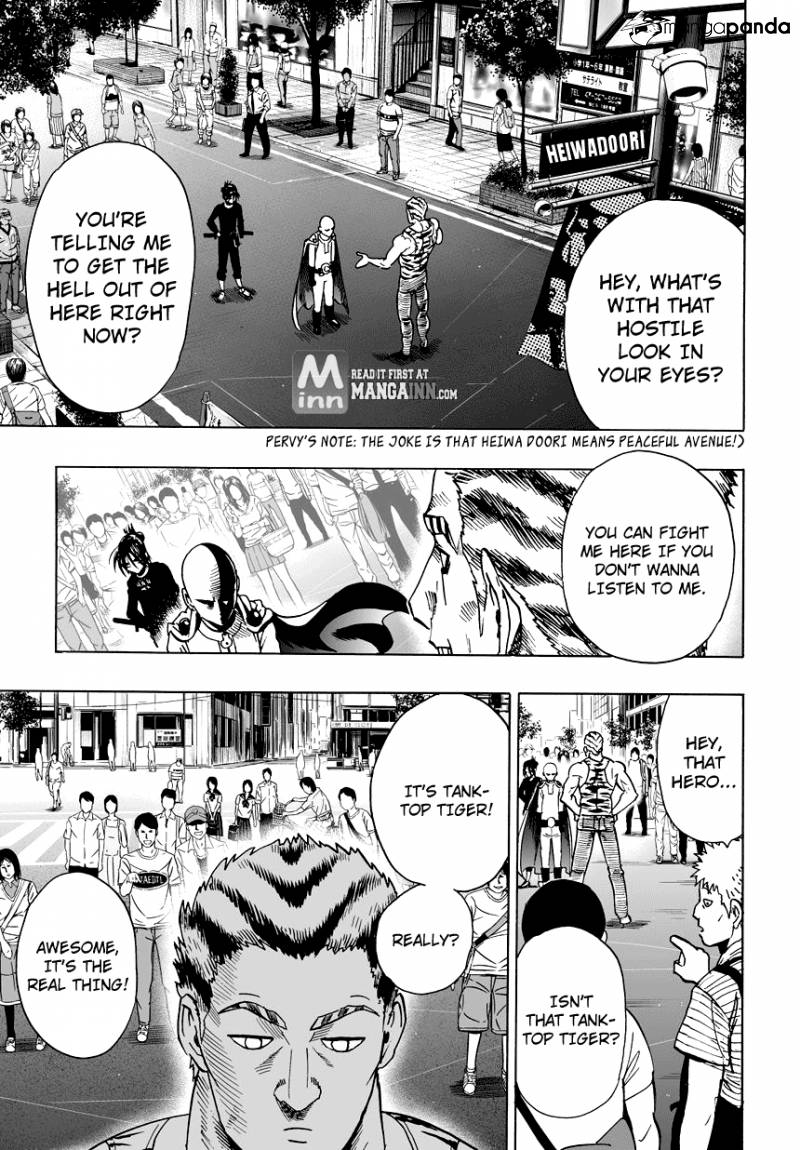 mangapanda
HEIWADOORI
HEY, WHAT'S
WITH THAT
HOSTILE
LOOK IN
YOUR EYES?
YOU'RE
TELLING ME
TO GET THE
HELL OUT OF
HERE RIGHT
NOW?
M
inn
READ IT FIRST AT
MANGAINN.COM
PERVY'S NOTE: THE JOKE IS THAT HEIWA DOORI MEANS PEACEFUL AVENUE!)
YOU CAN FIGHT
ME HERE IF YOU
DON'T WANNA
LISTEN TO ME.
HEY,
THAT
HERO...
ISN'T
THAT TANK-
TOP TIGER?
IT'S TANK-
TOP TIGER!
REALLY?
AWESOME,
IT'S THE
REAL THING!